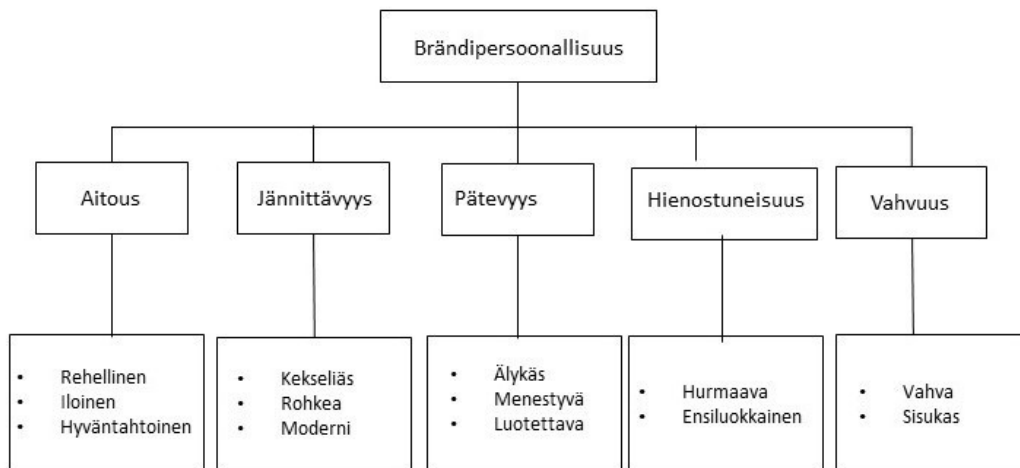 Brändipersoonallisuus
Aitous
Jännittävyys
Pätevyys
Hienostuneisuus
Vahvuus
• Rehellinen
• Iloinen
• Hyväntahtoinen
• Kekseliäs
• Rohkea
• Moderni
• Älykäs
• Menestyvä
• Luotettava
• Hurmaava
• Ensiluokkainen
• Vahva
• Sisukas